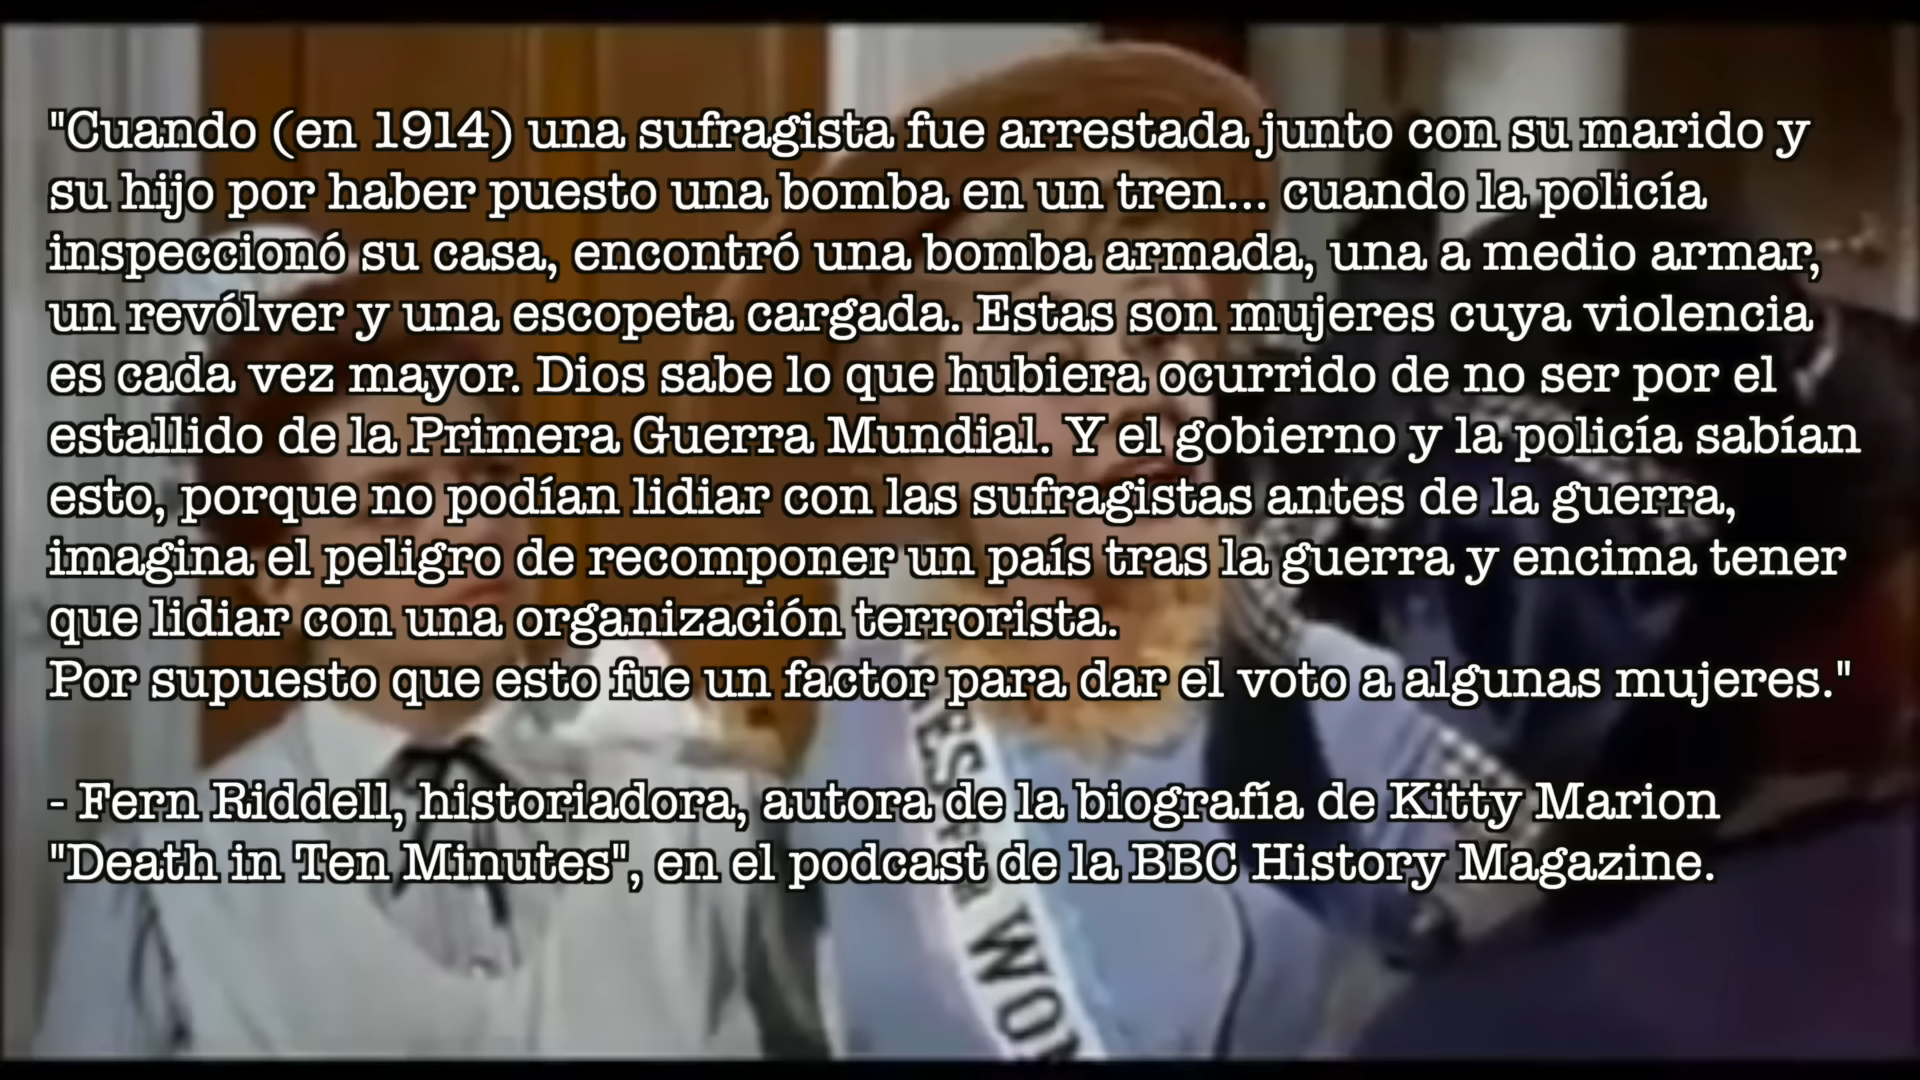 "Cuando (en 1914) una sufragista fue arrestada junto con su marido y
su hijo por haber puesto una bomba en un tren... cuando la policía
inspeccionó su casa, encontró una bomba armada, una a medio armar,
un revólver y una escopeta cargada. Estas son mujeres cuya violencia
es cada vez mayor. Dios sabe lo que hubiera ocurrido de no ser por el
estallido de la Primera Guerra Mundial. Y el gobierno y la policía sabían
esto, porque no podían lidiar con las sufragistas antes de la guerra,
imagina el peligro de recomponer un país tras la guerra y encima tener
que lidiar con una organización terrorista.
Por supuesto que esto fue un factor para dar el voto a algunas mujeres."
- Fern Riddell, historiadora, autora de la biografía de Kitty Marion
"Death in Ten Minutes", en el podcast de la BBC History Magazine.